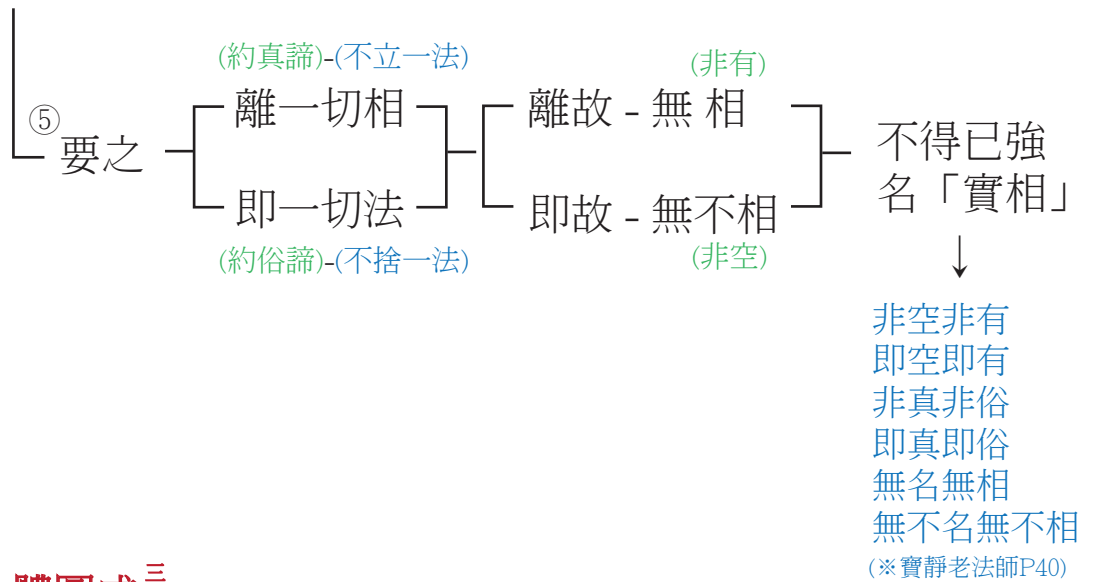 (約真諦)-(不立一法) (非有)
⑤要之 離一切相 離故 - 無 相 不得已強
即一切法 即故 - 無不相 名「實相」
(約俗諦)-(不捨一法) (非空)
↓
非空非有
即空即有
非真非俗
即真即俗
無名無相
無不名無不相
(※寶靜老法師P40)